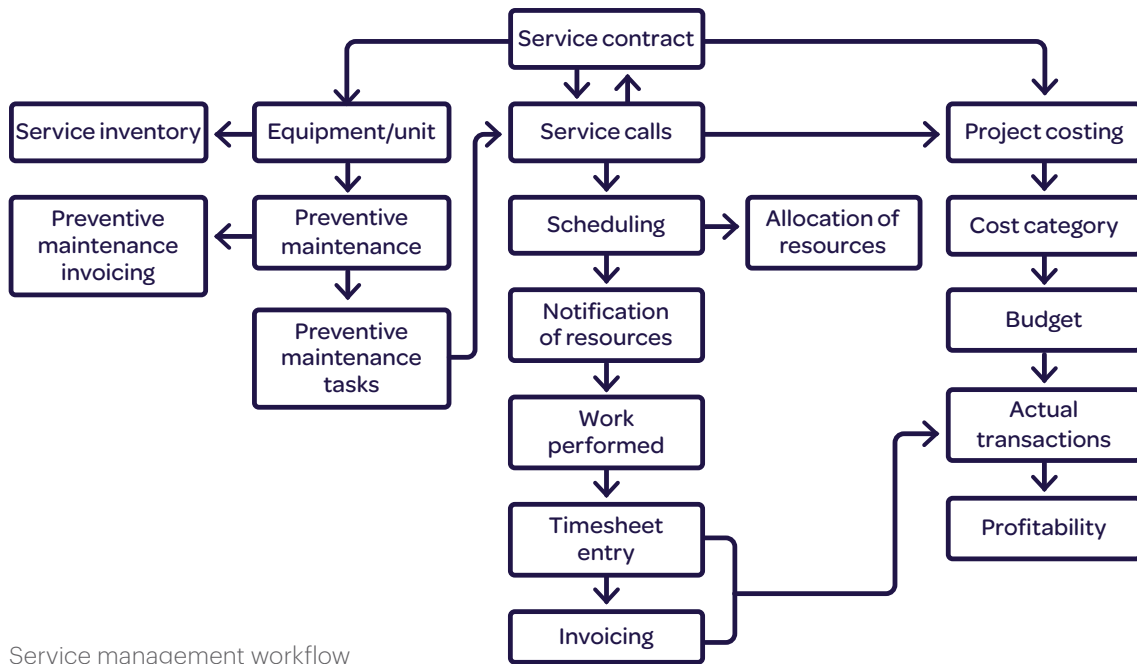 Service contract
Service inventory
Equipment/unit
Service calls
Project costing
Preventive
maintenance
invoicing
Preventive
maintenance
Scheduling
Allocation of
resources
Cost category
Preventive
maintenance
tasks
Notification
of resources
Budget
Work
performed
Actual
transactions
Timesheet
entry
Profitability
Invoicing
Service management workflow